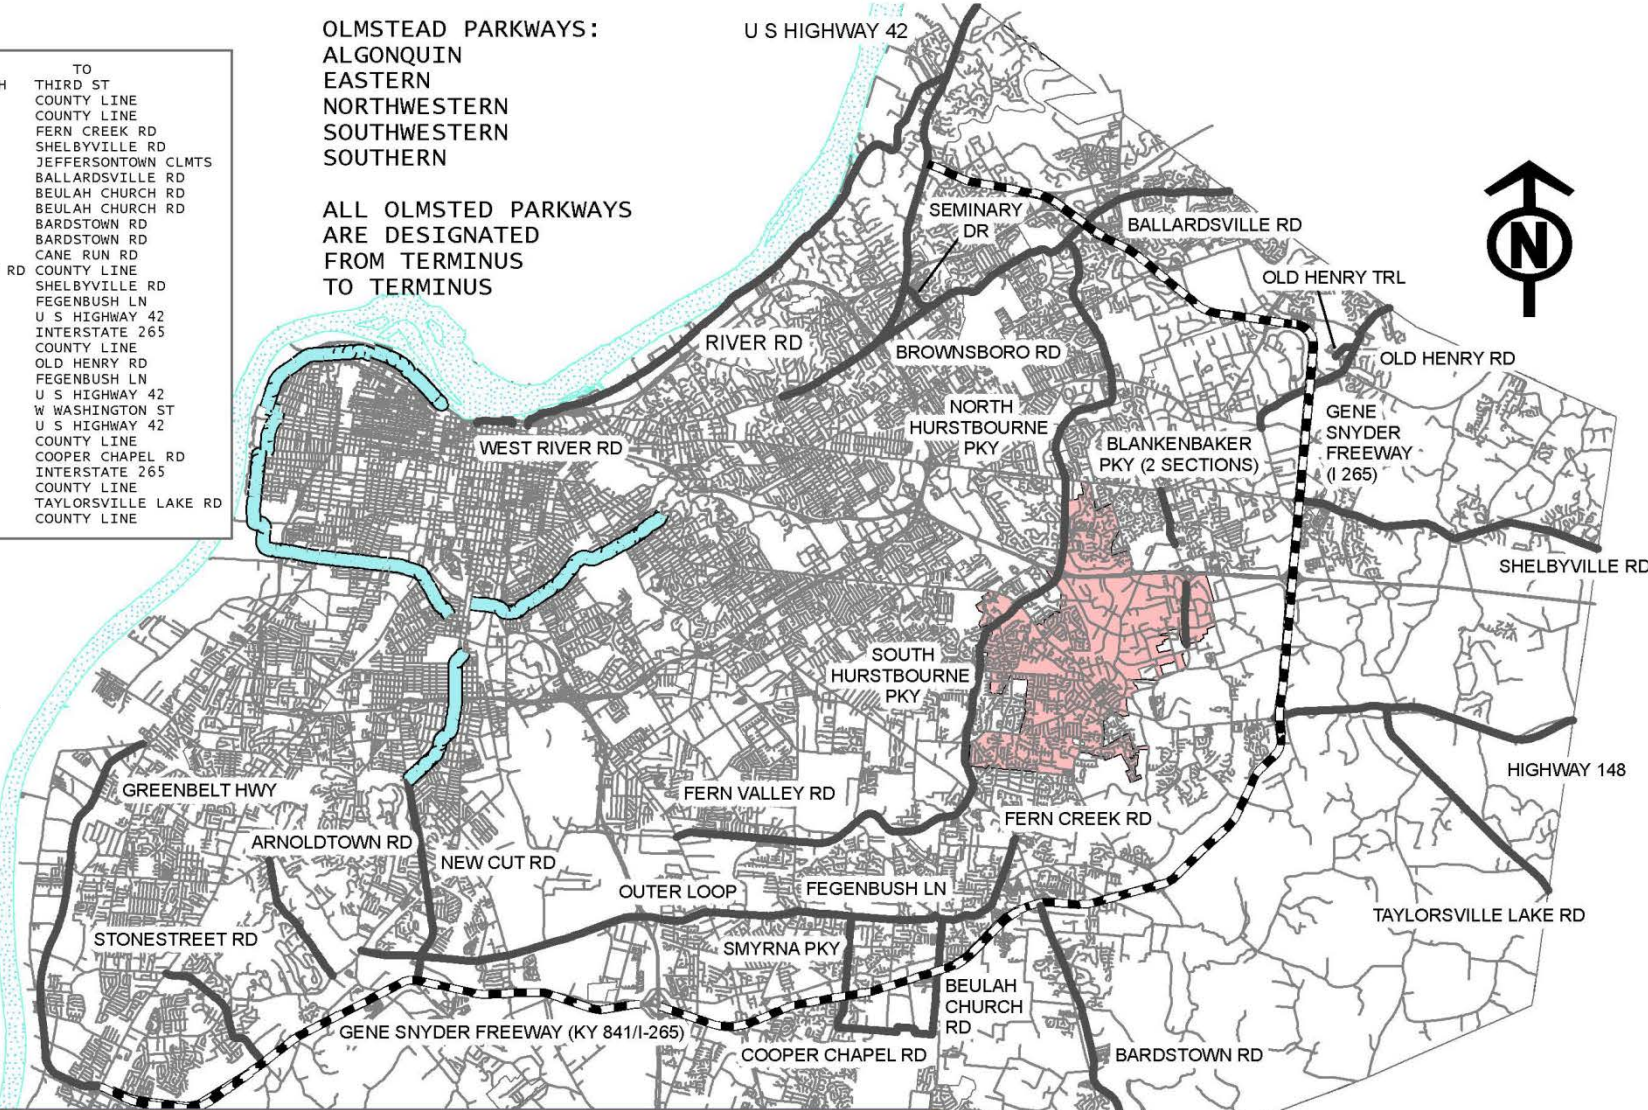 TO
H THIRD ST
COUNTY LINE
COUNTY LINE
FERN CREEK RD
SHELBYVILLE RD
JEFFERSONTOWN CLMTS
BALLARDSVILLE RD
BEULAH CHURCH RD
BEULAH CHURCH RD
BARDSTOWN RD
BARDSTOWN RD
CANE RUN RD
RD COUNTY LINE
SHELBYVILLE RD
FEGENBUSH LN
U S HIGHWAY 42
INTERSTATE 265
COUNTY LINE
OLD HENRY RD
FEGENBUSH LN
U S HIGHWAY 42
W WASHINGTON ST
U S HIGHWAY 42
COUNTY LINE
COOPER CHAPEL RD
INTERSTATE 265
COUNTY LINE
TAYLORSVILLE LAKE RD
COUNTY LINE
OLMSTEAD PARKWAYS:
ALGONQUIN
EASTERN
NORTHWESTERN
SOUTHWESTERN
SOUTHERN
ALL OLMSTED PARKWAYS
ARE DESIGNATED
FROM TERMINUS
TO TERMINUS
U S HIGHWAY 42
N
SEMINARY
DR
BALLARDSVILLE RD
OLD HENRY TRL
RIVER RD
BROWNSBORO RD
OLD HENRY RD
NORTH
HURSTBOURNE
PKY
GENE
SNYDER
FREEWAY
(I 265)
WEST RIVER RD
BLANKENBAKER
PKY (2 SECTIONS)
SHELBYVILLE RD
SOUTH
HURSTBOURNE
PKY
HIGHWAY 148
GREENBELT HWY
FERN VALLEY RD
FERN CREEK RD
ARNOLDTOWN RD
NEW CUT RD
OUTER LOOP
FEGENBUSH LN
TAYLORSVILLE LAKE RD
STONESTREET RD
SMYRNA PKY
BEULAH
CHURCH
RD
GENE SNYDER FREEWAY (KY 841/I-265)
COOPER CHAPEL RD
BARDSTOWN RD